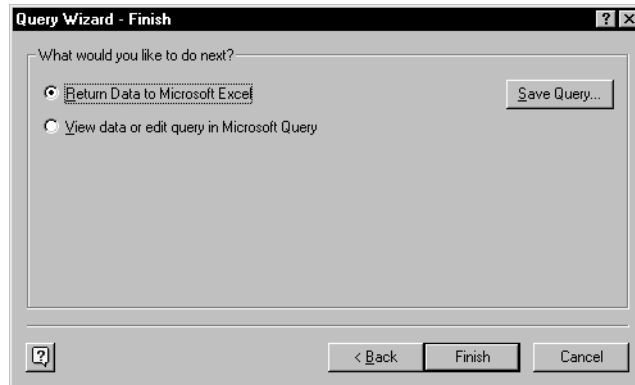 Query Wizard - Finish
What would you like to do next?
Return Data to Microsoft Excel
Save Query...
View data or edit query in Microsoft Query
< Back
Finish
Cancel